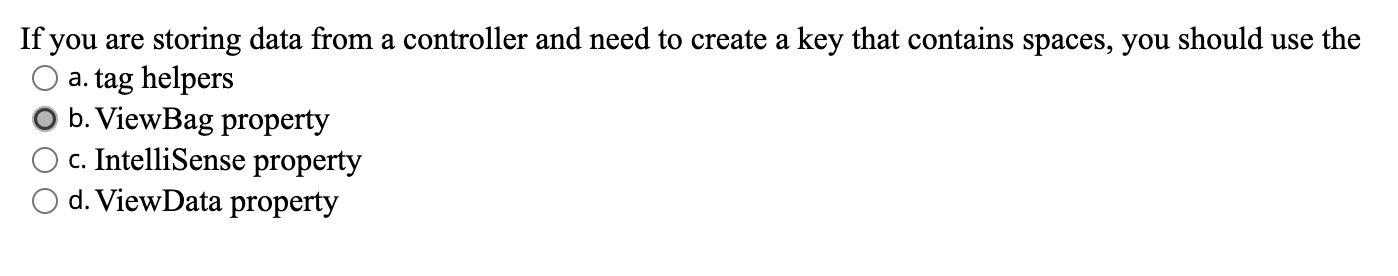 If you are storing data from a controller and need to create a key that contains spaces, you should use the
a. tag helpers
b. ViewBag property
c. IntelliSense property
d. ViewData property